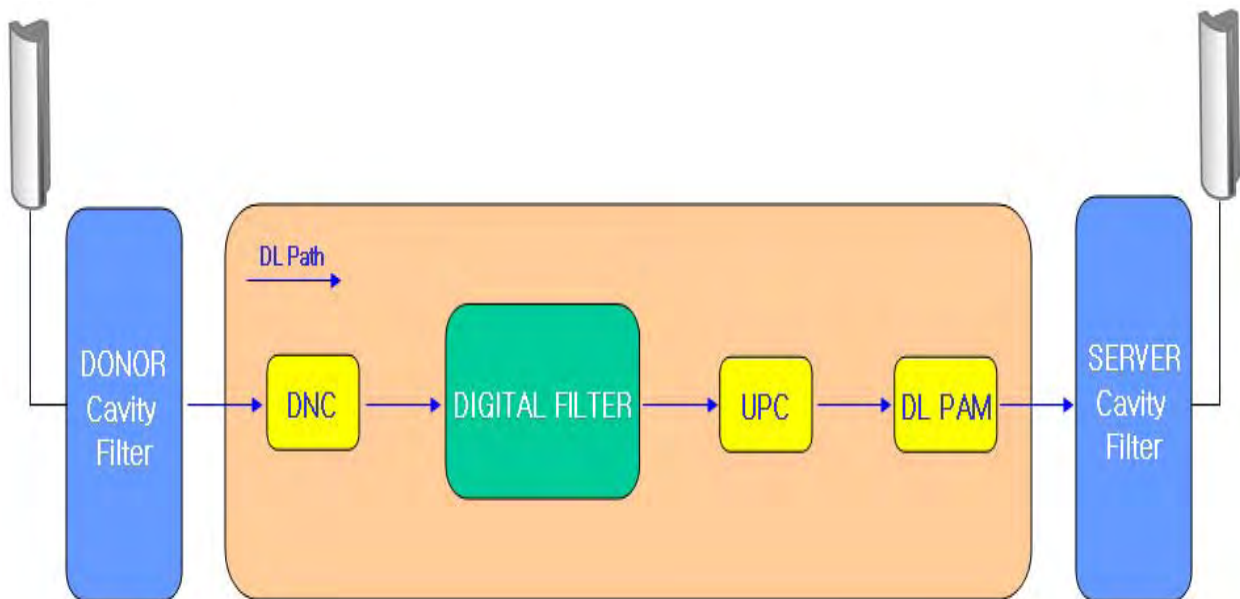 DL Path
DONOR
Cavity
Filter
DNC
DIGITAL FILTER
UPC
DL PAM
SERVER
Cavity
Filter